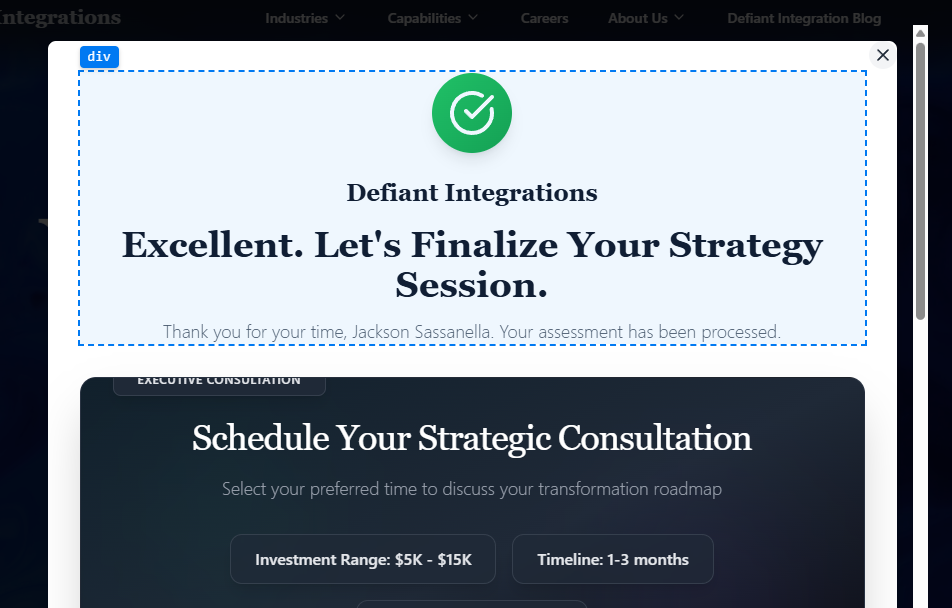 Integrations
Industries
Capabilities
Careers
About Us
Defiant Integration Blog
div
Defiant Integrations
Excellent. Let's Finalize Your Strategy
Session.
Thank you for your time, Jackson Sassanella. Your assessment has been processed.
EXECUTIVE CONSULTATION
Schedule Your Strategic Consultation
Select your preferred time to discuss your transformation roadmap
Investment Range: $5K - $15K
Timeline: 1-3 months